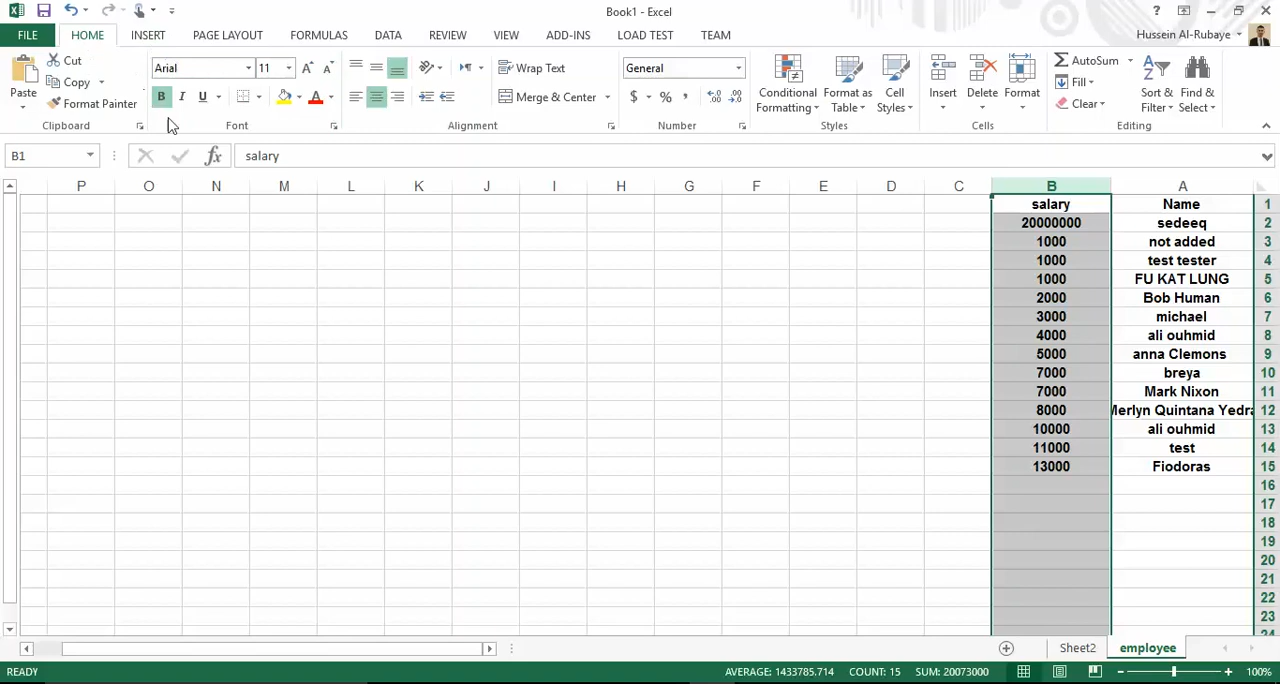 Book1 - Excel
?
FILE HOME INSERT PAGE LAYOUT FORMULAS DATA REVIEW VIEW ADD-INS LOAD TEST TEAM Hussein Al-Rubaye
Paste
Cut
Copy
Format Painter
Clipboard
Arial 11
B I U
Font
Wrap Text
Merge & Center
Alignment
General
$ % ,
Number
Conditional Formatting
Format as Table
Cell Styles
Styles
Insert Delete Format
Cells
AutoSum
Fill
Clear
Sort & Filter
Find & Select
Editing
B1 fx salary
P O N M L K J I H G F E D C B A
salary Name 1
20000000 sedeeq 2
1000 not added 3
1000 test tester 4
1000 FU KAT LUNG 5
2000 Bob Human 6
3000 michael 7
4000 ali ouhmid 8
5000 anna Clemons 9
7000 breya 10
7000 Mark Nixon 11
8000 Merlyn Quintana Yedra 12
10000 ali ouhmid 13
11000 test 14
13000 Fiodoras 15
16
17
18
19
20
21
22
23
24
Sheet2 employee
READY AVERAGE: 1433785.714 COUNT: 15 SUM: 20073000 100%